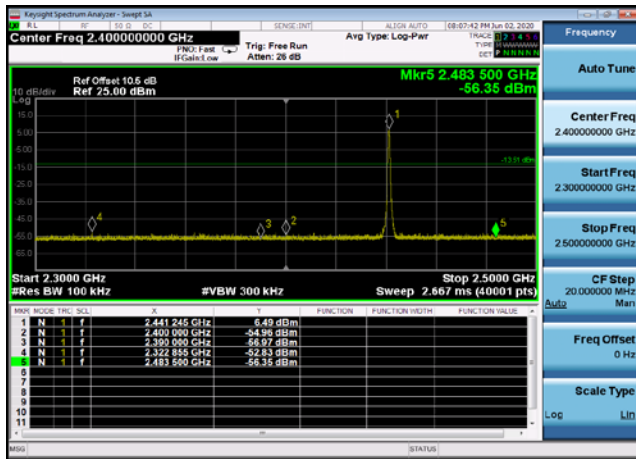 Keysight Spectrum Analyzer - Swept SA
RL RF 50 Ω DC SENSE:INT ALIGN AUTO 08:07:42 PM Jun 02, 2020
Center Freq 2.400000000 GHz
PNO: Fast
IFGain:Low
Trig: Free Run
Atten: 26 dB
Avg Type: Log-Pwr
TRACE 1 2 3 4 5 6
TYPE
DET P N N N N N
Ref Offset 10.6 dB
Ref 25.00 dBm
10 dB/div
Log
Mkr5 2.483 500 GHz
-56.35 dBm
15.0
5.00
-5.00
-15.0
-25.0
-35.0
-45.0
-55.0
-65.0
-13.51 dBm
1
2
3
4
5
Start 2.3000 GHz
Stop 2.5000 GHz
#Res BW 100 kHz
#VBW 300 kHz
Sweep 2.667 ms (40001 pts)
MKR MODE TRC SCL X Y FUNCTION FUNCTION WIDTH FUNCTION VALUE
1 N 1 f 2.441 245 GHz 6.49 dBm
2 N 1 f 2.400 000 GHz -54.96 dBm
3 N 1 f 2.390 000 GHz -56.97 dBm
4 N 1 f 2.322 855 GHz -52.83 dBm
5 N 1 f 2.483 500 GHz -56.35 dBm
6
7
8
9
10
11
MSG
STATUS
Frequency
Auto Tune
Center Freq
2.400000000 GHz
Start Freq
2.300000000 GHz
Stop Freq
2.500000000 GHz
CF Step
20.000000 MHz
Auto Man
Freq Offset
0 Hz
Scale Type
Log Lin